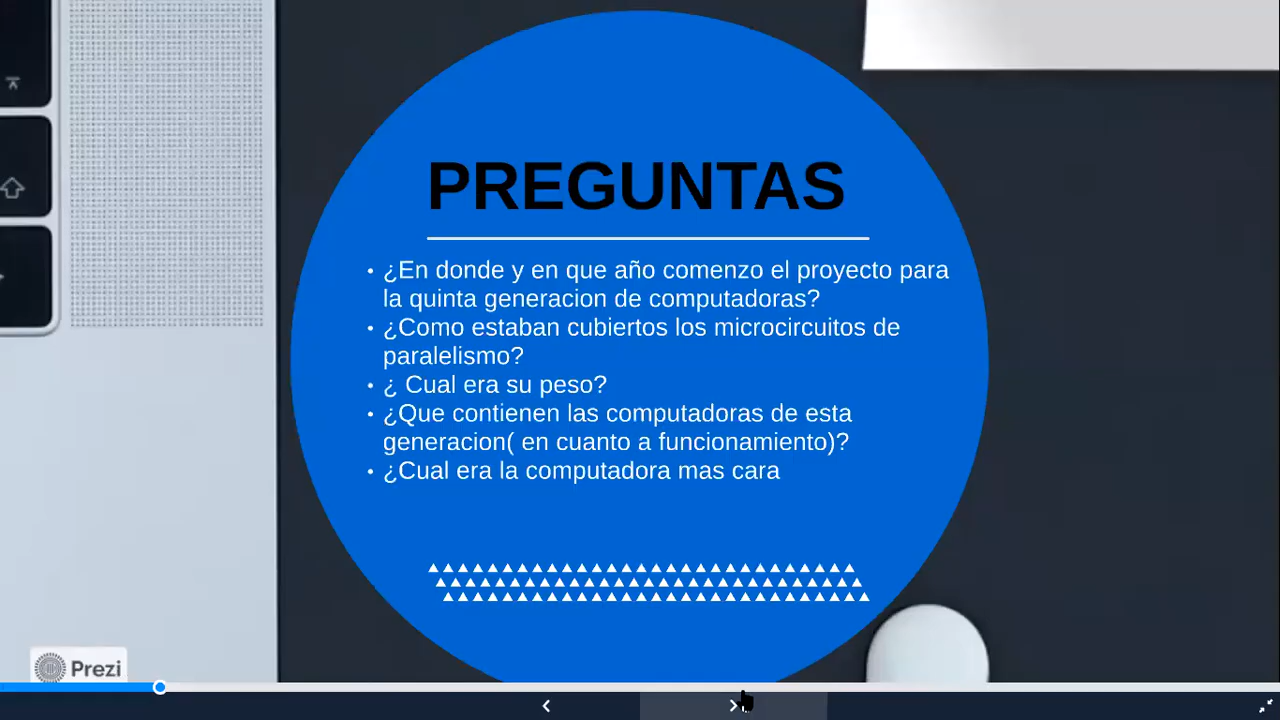 PREGUNTAS
• ¿En donde y en que año comenzo el proyecto para
la quinta generacion de computadoras?
• ¿Como estaban cubiertos los microcircuitos de
paralelismo?
• ¿ Cual era su peso?
• ¿Que contienen las computadoras de esta
generacion( en cuanto a funcionamiento)?
• ¿Cual era la computadora mas cara
Prezi